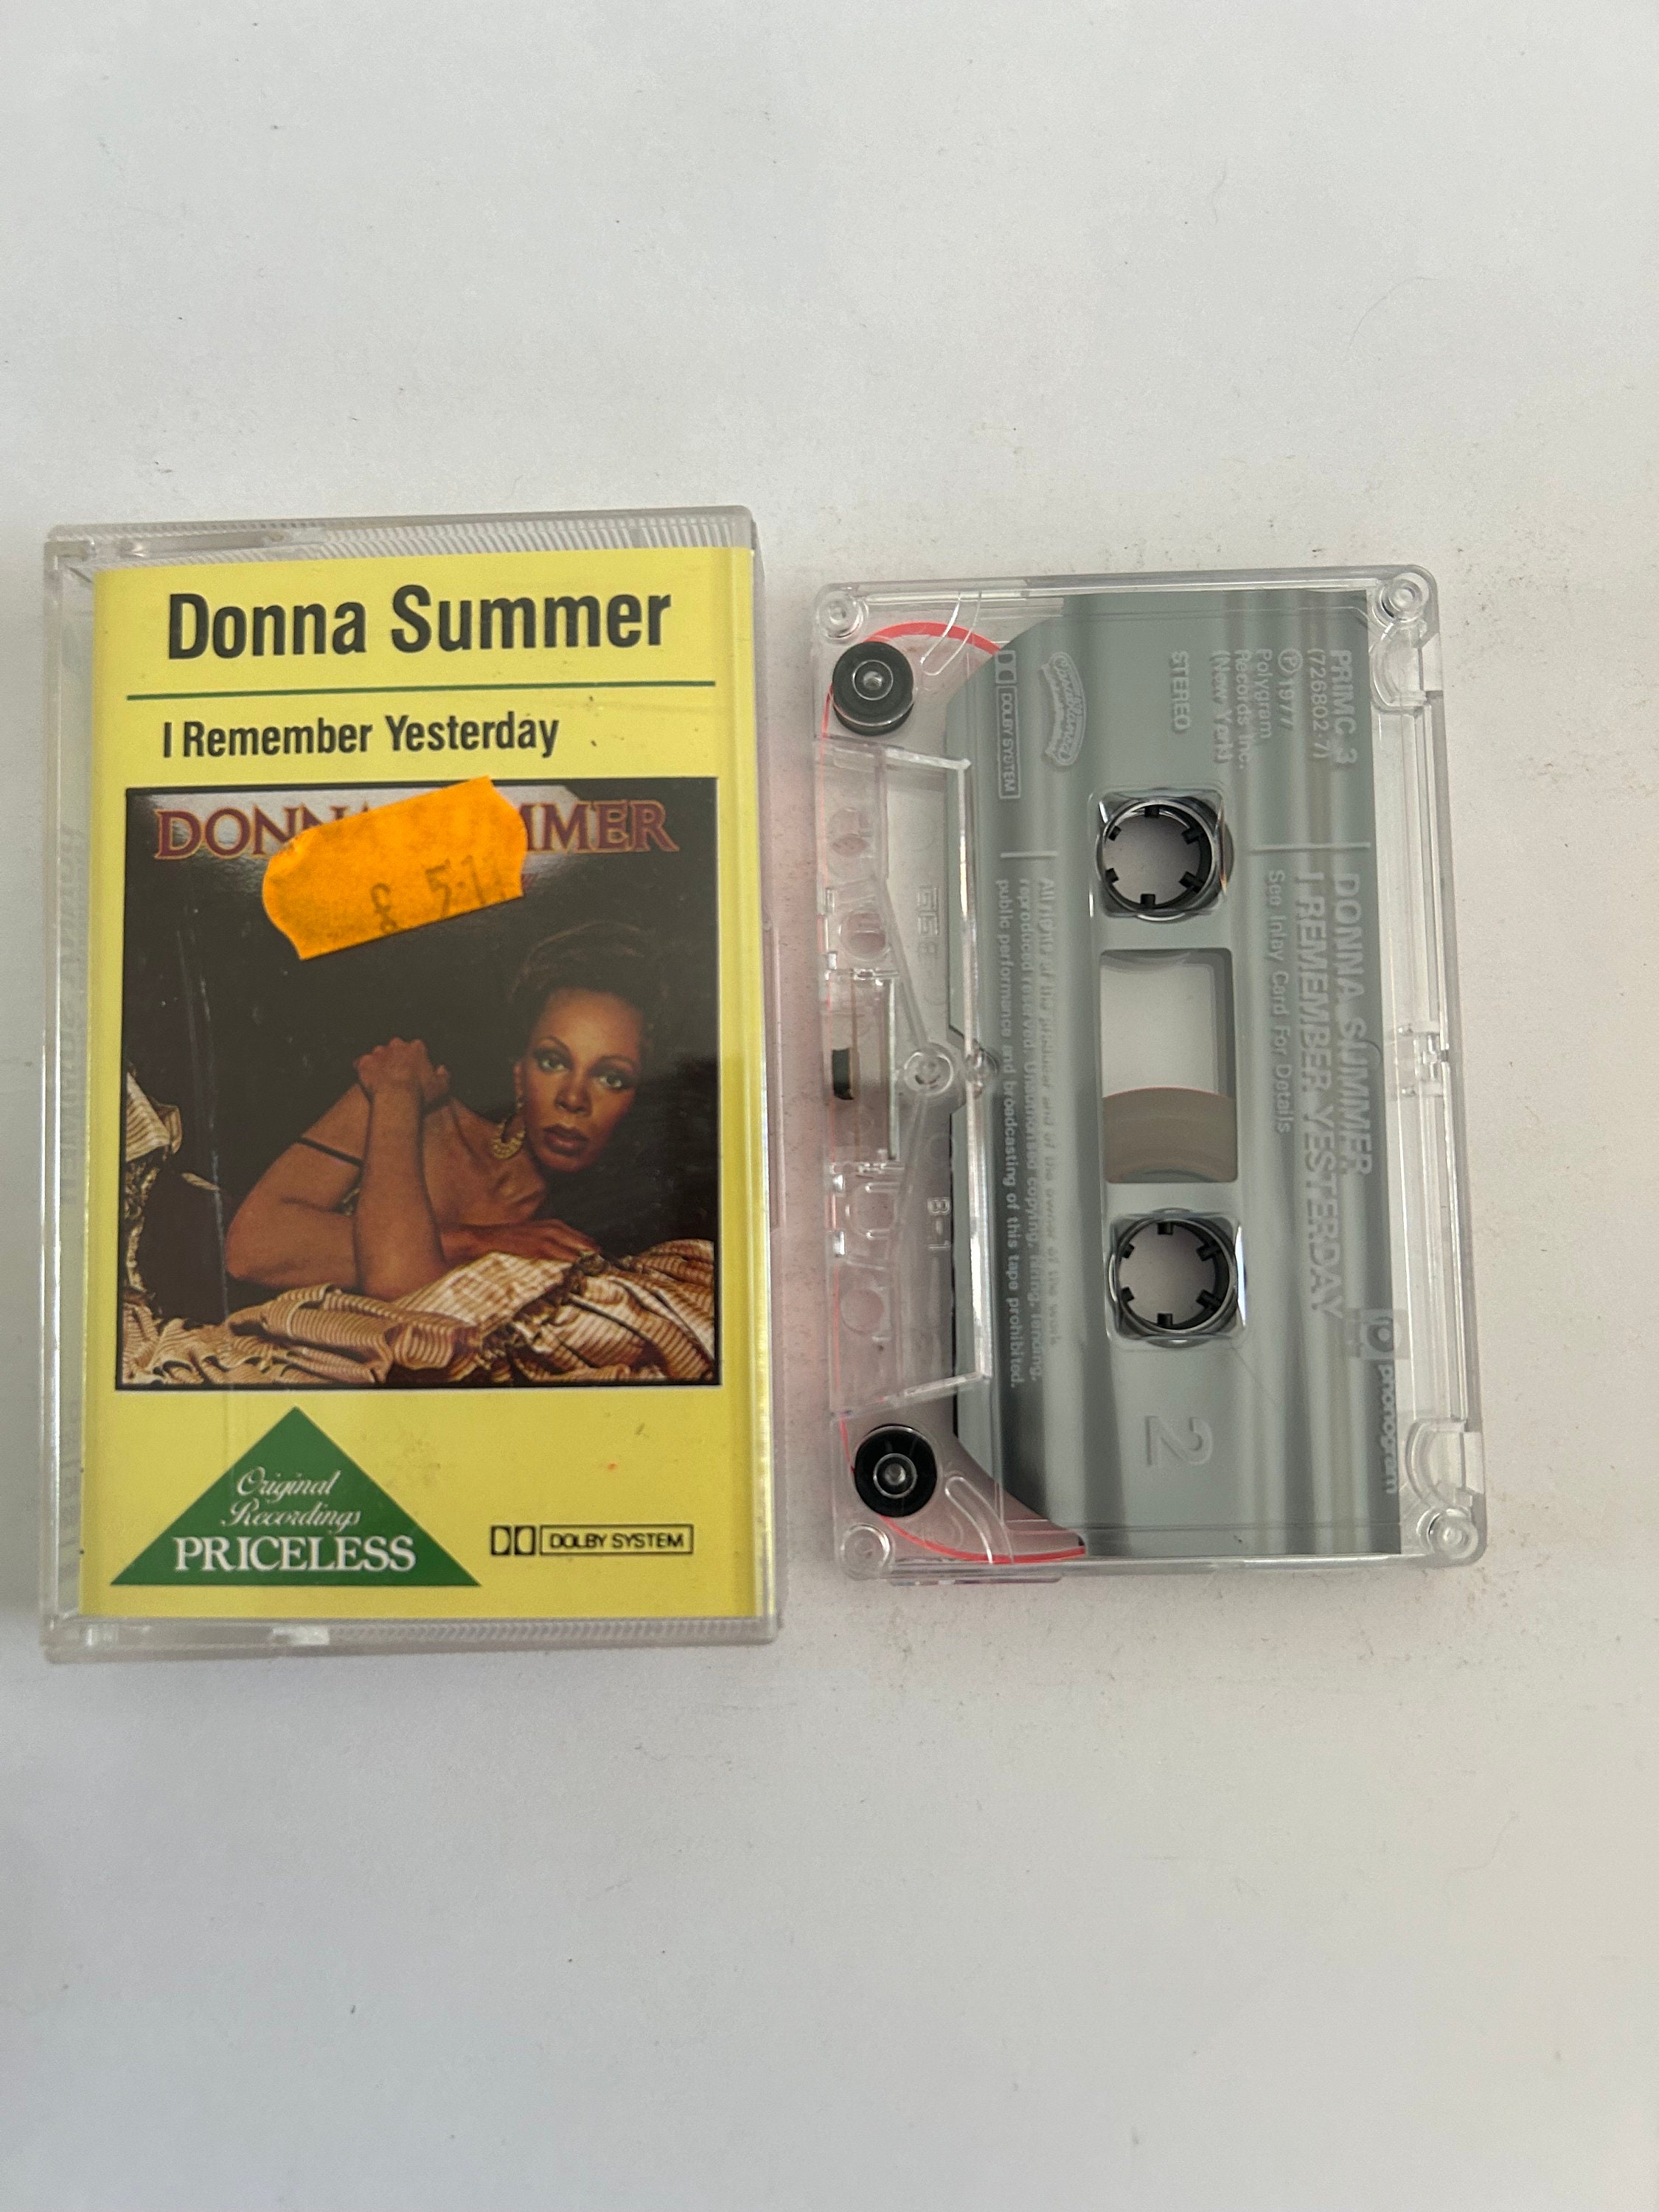 Donna Summer
I Remember Yesterday
£ 5.1
Original
Recordings
PRICELESS
DOLBY SYSTEM
PRIMC 3
(726802 7)
℗ 1977
Polygram
Records Inc.
(New York)
STEREO
Casablanca
DOLBY SYSTEM
DONNA SUMMER
I REMEMBER YESTERDAY
See Inlay Card For Details
All rights of the producer and of the owner of the work
reproduced reserved. Unauthorised copying, hiring, lending,
public performance and broadcasting of this tape prohibited.
2
phonogram
B-1